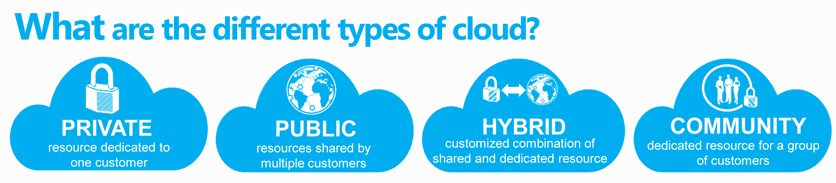 What are the different types of cloud?
PRIVATE
resource dedicated to
one customer
PUBLIC
resources shared by
multiple customers
HYBRID
customized combination of
shared and dedicated resource
COMMUNITY
dedicated resource for a group
of customers